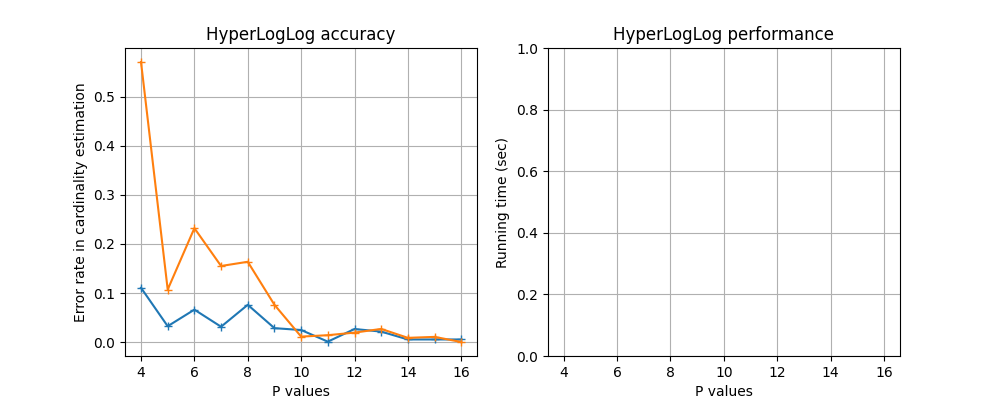 HyperLogLog accuracy
Error rate in cardinality estimation
0.5
0.4
0.3
0.2
0.1
0.0
4 6 8 10 12 14 16
P values
HyperLogLog performance
Running time (sec)
1.0
0.8
0.6
0.4
0.2
0.0
4 6 8 10 12 14 16
P values